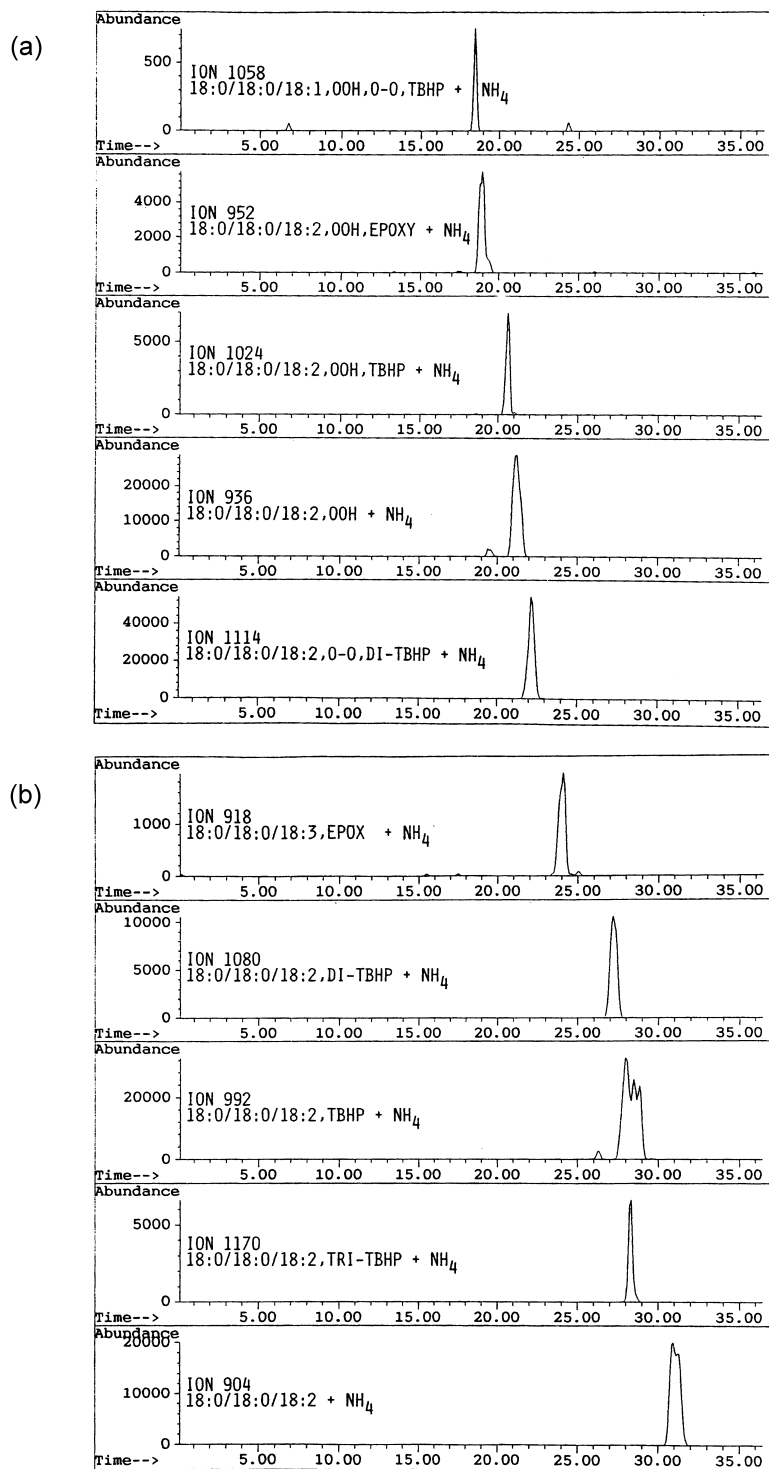 (a)
Abundance
500
0
ION 1058
18:0/18:0/18:1,OOH,O-O,TBHP + NH4
Time--> 5.00 10.00 15.00 20.00 25.00 30.00 35.00
Abundance
4000
2000
0
ION 952
18:0/18:0/18:2,OOH,EPOXY + NH4
Time--> 5.00 10.00 15.00 20.00 25.00 30.00 35.00
Abundance
5000
0
ION 1024
18:0/18:0/18:2,OOH,TBHP + NH4
Time--> 5.00 10.00 15.00 20.00 25.00 30.00 35.00
Abundance
20000
10000
0
ION 936
18:0/18:0/18:2,OOH + NH4
Time--> 5.00 10.00 15.00 20.00 25.00 30.00 35.00
Abundance
40000
20000
0
ION 1114
18:0/18:0/18:2,O-O,DI-TBHP + NH4
Time--> 5.00 10.00 15.00 20.00 25.00 30.00 35.00
(b)
Abundance
1000
0
ION 918
18:0/18:0/18:3,EPOX + NH4
Time--> 5.00 10.00 15.00 20.00 25.00 30.00 35.00
Abundance
10000
5000
0
ION 1080
18:0/18:0/18:2,DI-TBHP + NH4
Time--> 5.00 10.00 15.00 20.00 25.00 30.00 35.00
Abundance
20000
0
ION 992
18:0/18:0/18:2,TBHP + NH4
Time--> 5.00 10.00 15.00 20.00 25.00 30.00 35.00
Abundance
5000
0
ION 1170
18:0/18:0/18:2,TRI-TBHP + NH4
Time--> 5.00 10.00 15.00 20.00 25.00 30.00 35.00
Abundance
20000
10000
0
ION 904
18:0/18:0/18:2 + NH4
Time--> 5.00 10.00 15.00 20.00 25.00 30.00 35.00